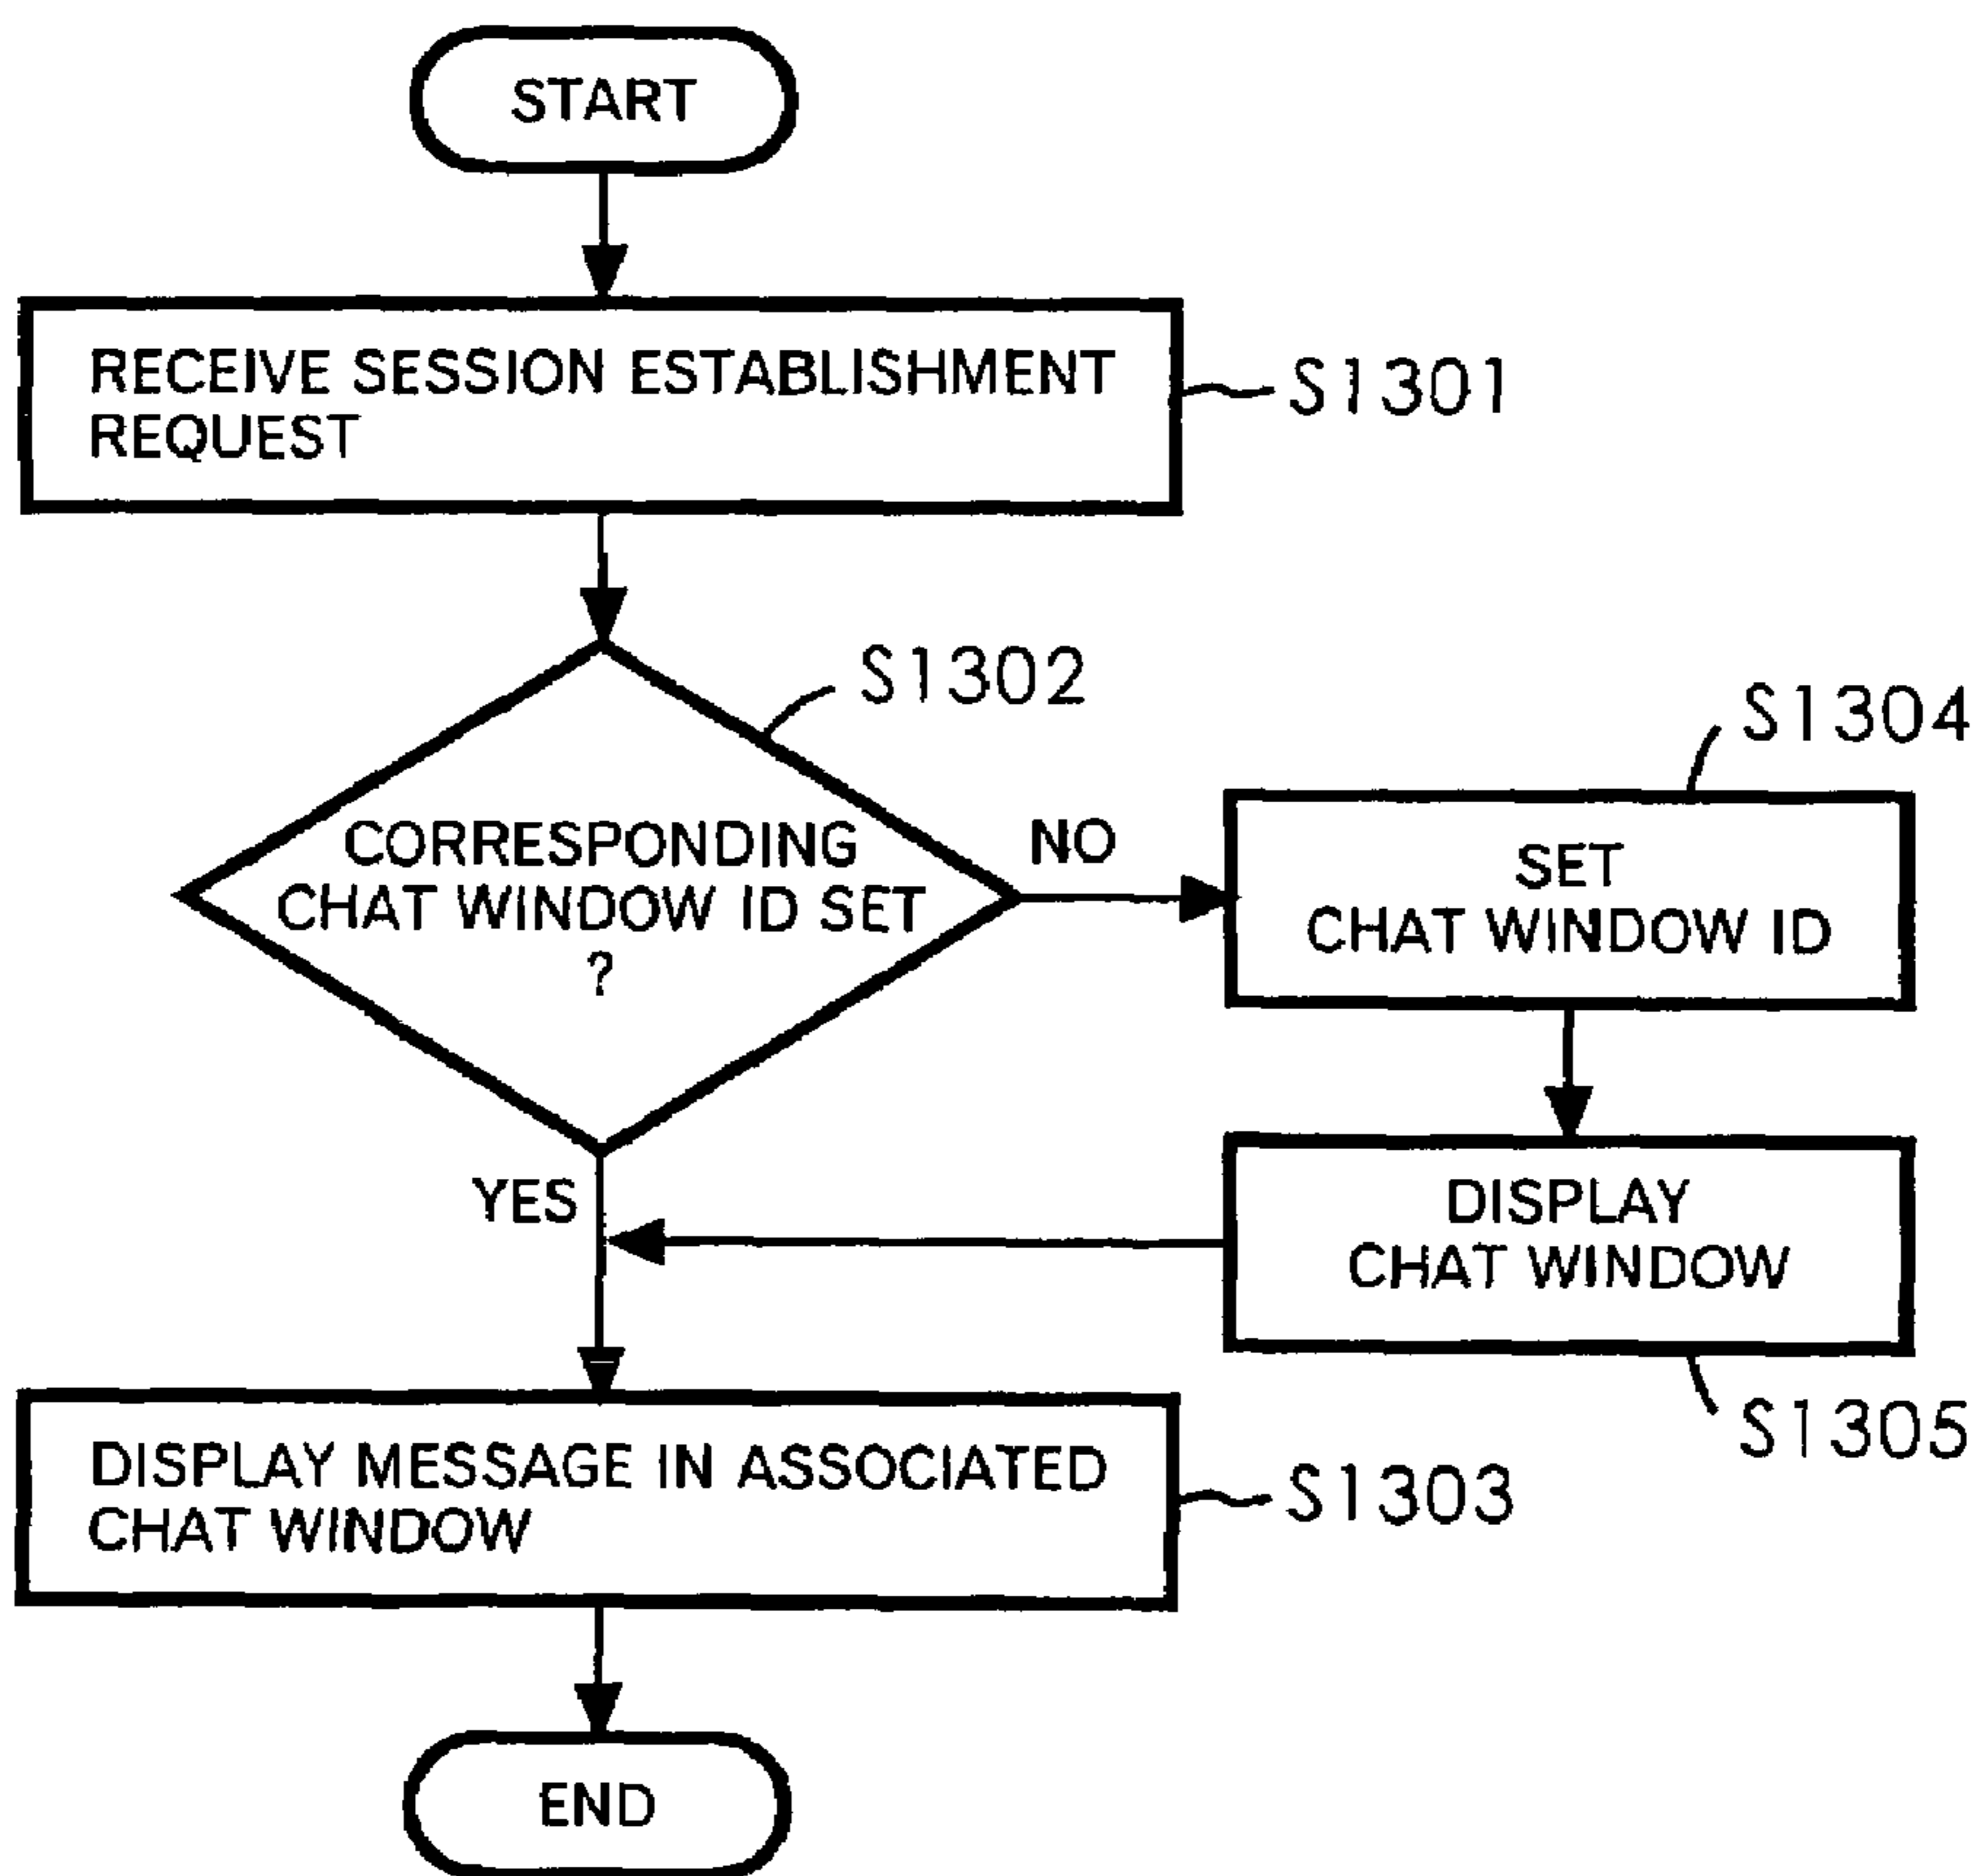 START
RECEIVE SESSION ESTABLISHMENT
REQUEST
S1301
S1302
CORRESPONDING
CHAT WINDOW ID SET
?
NO
S1304
SET
CHAT WINDOW ID
YES
DISPLAY
CHAT WINDOW
S1305
DISPLAY MESSAGE IN ASSOCIATED
CHAT WINDOW
S1303
END